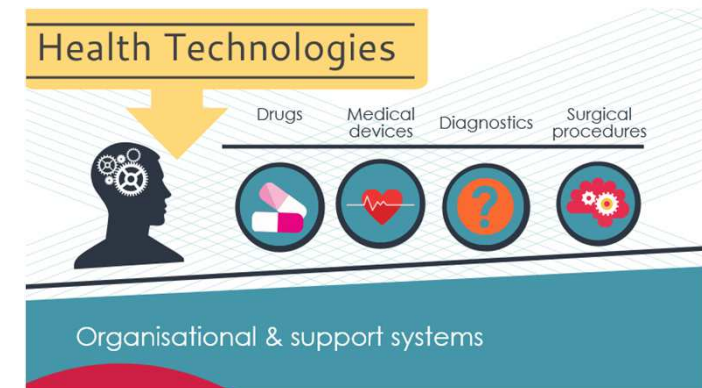 Health Technologies
Drugs
Medical
devices
Diagnostics
Surgical
procedures
?
Organisational & support systems